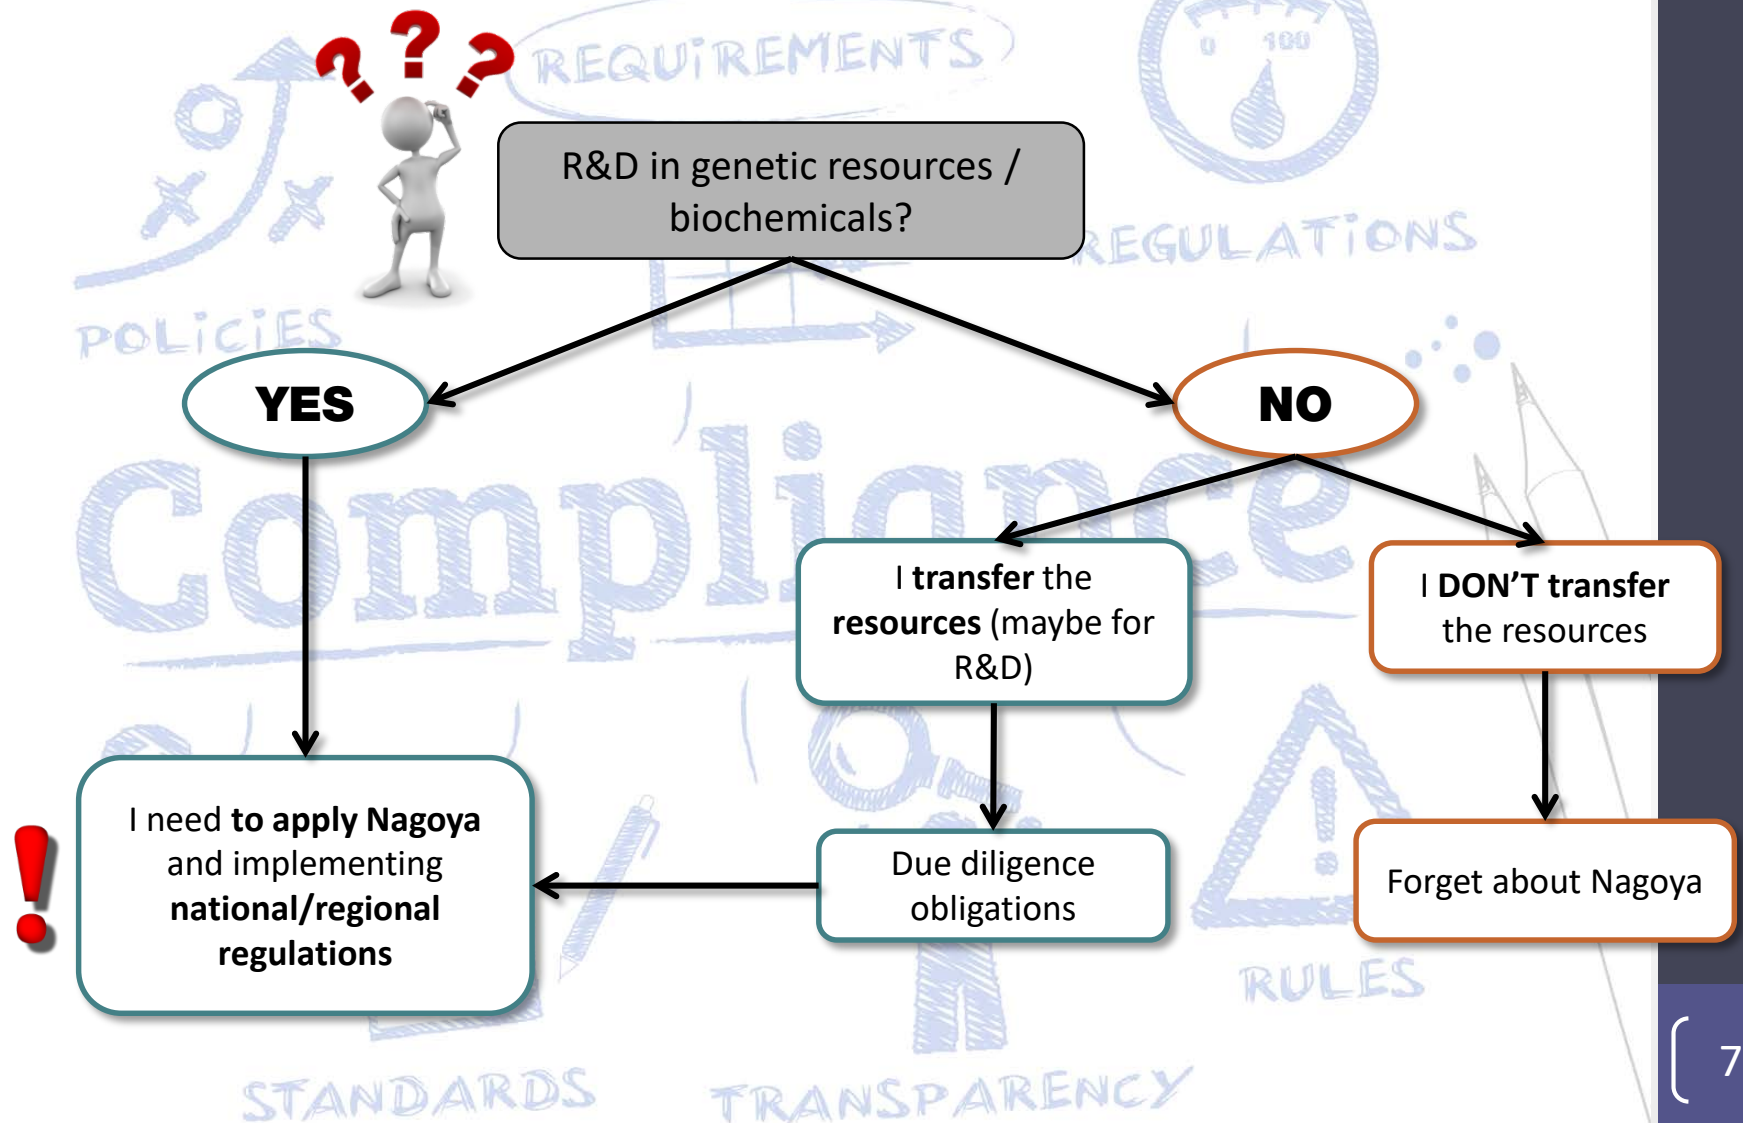 REQUiREMENTS
0 100
R&D in genetic resources /
biochemicals?
REGULATiONS
POLiCiES
YES
NO
Compliance
I transfer the
resources (maybe for
R&D)
I DON'T transfer
the resources
I need to apply Nagoya
and implementing
national/regional
regulations
Due diligence
obligations
Forget about Nagoya
RULES
STANDARDS
TRANSPARENCY
7